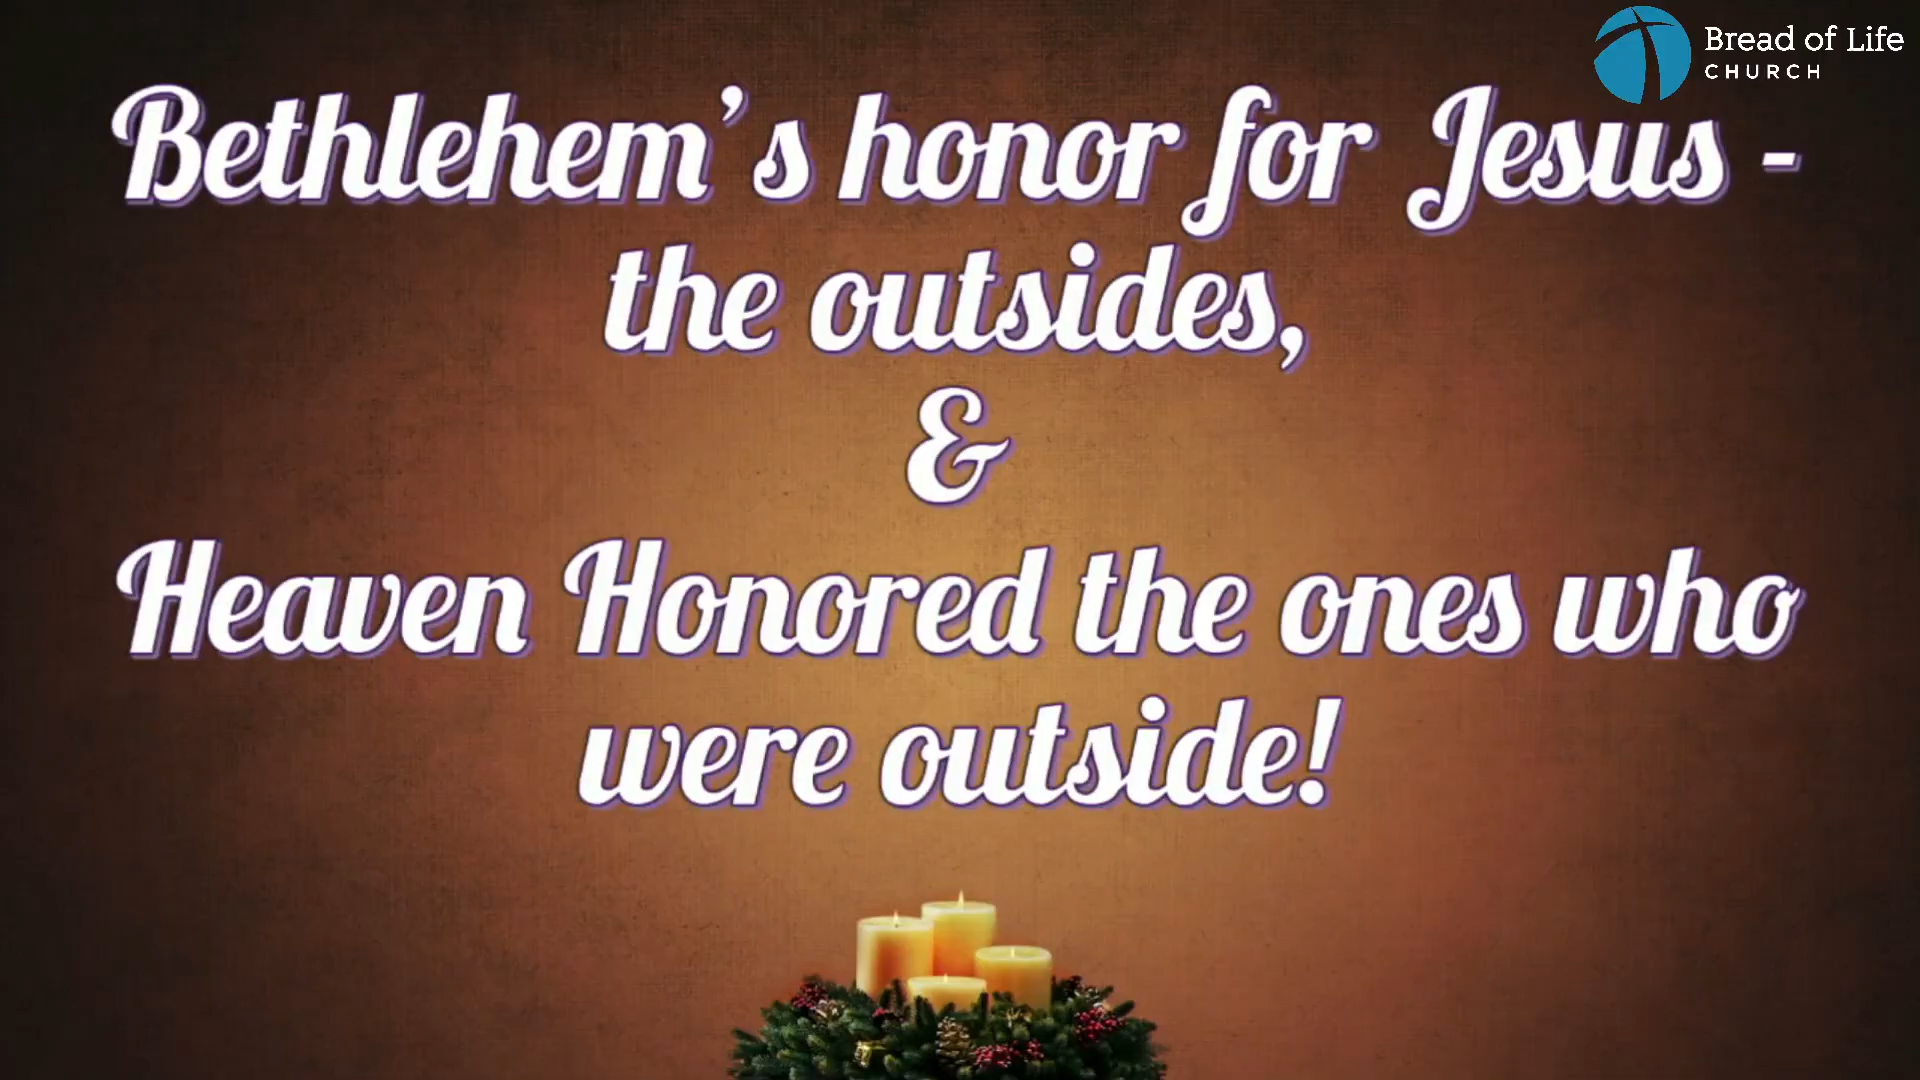 Bread of Life
CHURCH
Bethlehem's honor for Jesus -
the outsides,
&
Heaven Honored the ones who
were outside!